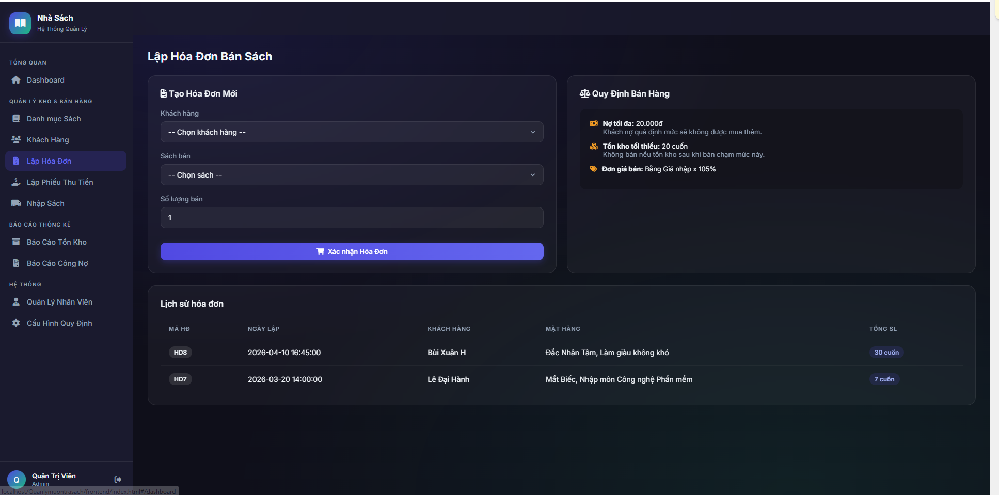 Nhà Sách
Hệ Thống Quản Lý
TỔNG QUAN
Dashboard
QUẢN LÝ KHO & BÁN HÀNG
Danh mục Sách
Khách Hàng
Lập Hóa Đơn
Lập Phiếu Thu Tiền
Nhập Sách
BÁO CÁO THỐNG KÊ
Báo Cáo Tồn Kho
Báo Cáo Công Nợ
HỆ THỐNG
Quản Lý Nhân Viên
Cấu Hình Quy Định
Q
Quản Trị Viên
Admin
localhost/Quanlymuontrasach/frontend/index.html#/dashboard
Lập Hóa Đơn Bán Sách
Tạo Hóa Đơn Mới
Khách hàng
-- Chọn khách hàng --
Sách bán
-- Chọn sách --
Số lượng bán
1
Xác nhận Hóa Đơn
Quy Định Bán Hàng
Nợ tối đa: 20.000đ
Khách nợ quá định mức sẽ không được mua thêm.
Tồn kho tối thiểu: 20 cuốn
Không bán nếu tồn kho sau khi bán chạm mức này.
Đơn giá bán: Bằng Giá nhập x 105%
Lịch sử hóa đơn
MÃ HĐ NGÀY LẬP KHÁCH HÀNG MẶT HÀNG TỔNG SL
HD8 2026-04-10 16:45:00 Bùi Xuân H Đắc Nhân Tâm, Làm giàu không khó 30 cuốn
HD7 2026-03-20 14:00:00 Lê Đại Hành Mắt Biếc, Nhập môn Công nghệ Phần mềm 7 cuốn